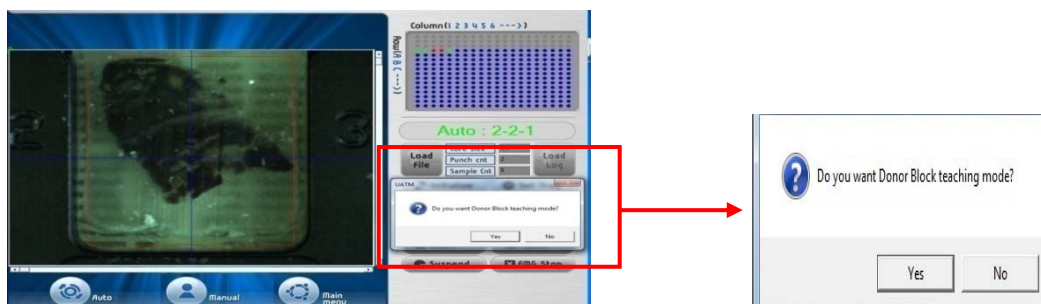 Column(1 2 3 4 5 6 --->)
Row(A B C --->)
2
3
Auto : 2-2-1
Load
File
Punch cnt
Sample Cnt
Load
Log
UATM
Do you want Donor Block teaching mode?
Yes
No
Suspend
EMG Stop
Auto
Manual
Main
menu
Do you want Donor Block teaching mode?
Yes
No